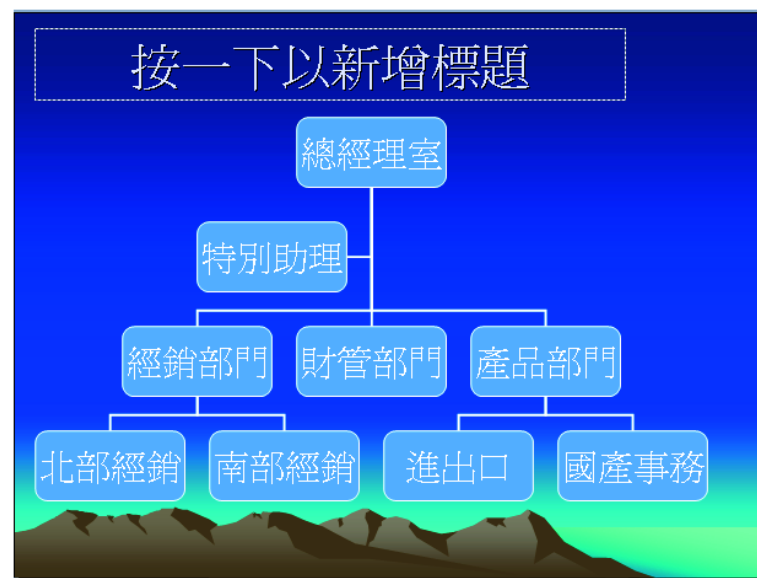 按一下以新增標題
總經理室
特別助理
經銷部門
財管部門
產品部門
北部經銷
南部經銷
進出口
國產事務